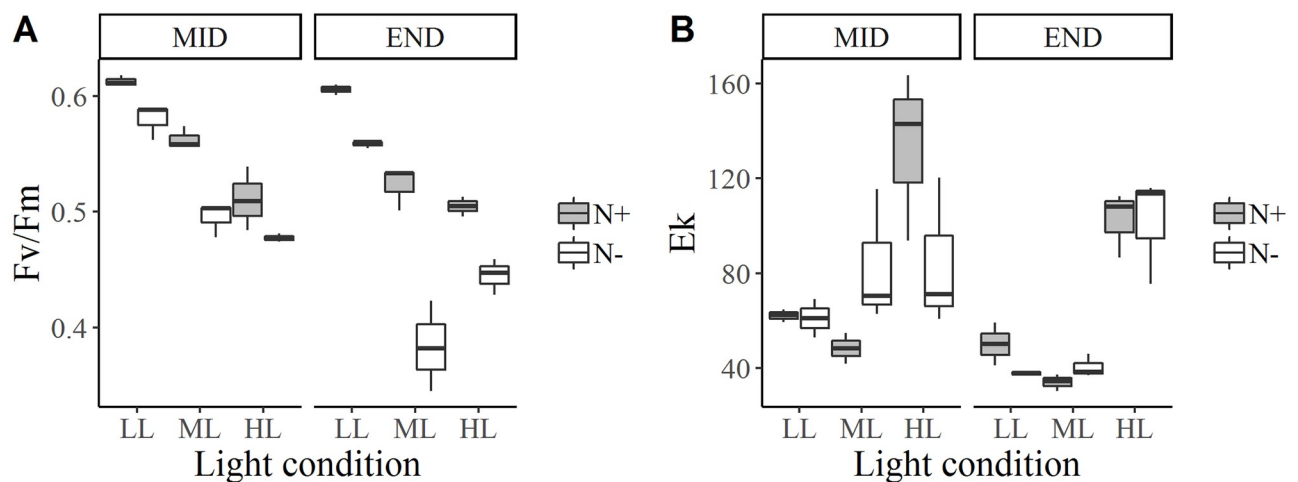 A
MID
END
Fv/Fm
0.6
0.5
0.4
LL ML HL
LL ML HL
Light condition
N+
N-
B
MID
END
Ek
160
120
80
40
LL ML HL
LL ML HL
Light condition
N+
N-